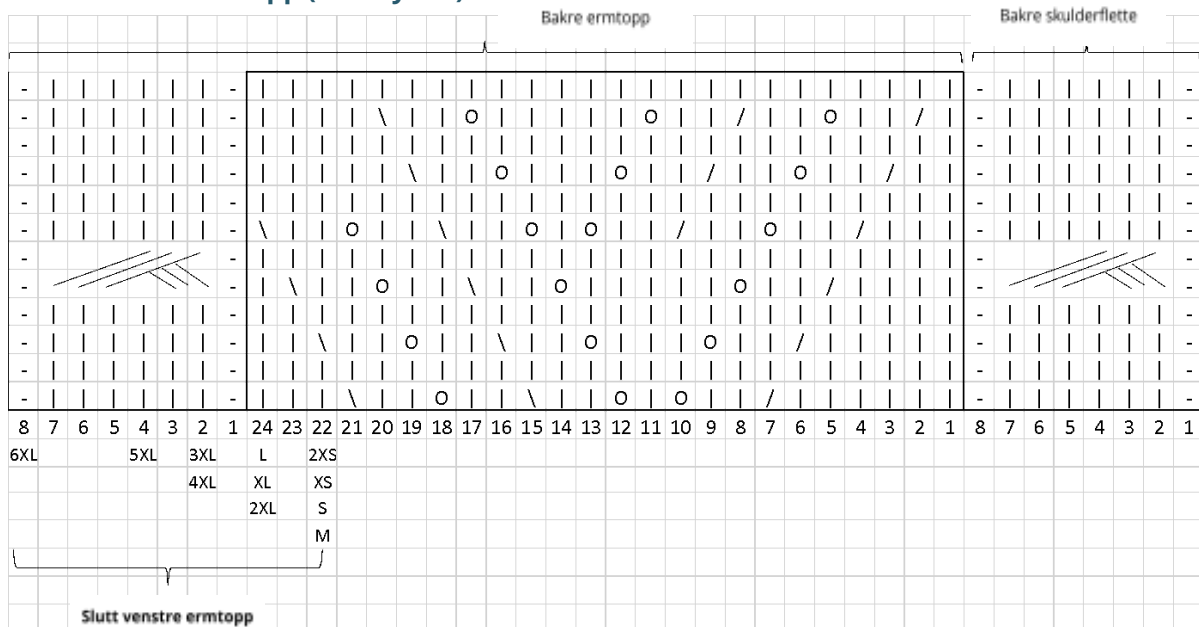 Bakre ermtopp Bakre skulderflette
8 7 6 5 4 3 2 1 24 23 22 21 20 19 18 17 16 15 14 13 12 11 10 9 8 7 6 5 4 3 2 1 8 7 6 5 4 3 2 1
6XL 5XL 3XL L 2XS
4XL XL XS
2XL S
M
Slutt venstre ermtopp